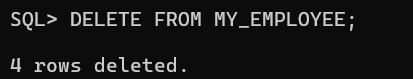 SQL> DELETE FROM MY_EMPLOYEE;
4 rows deleted.